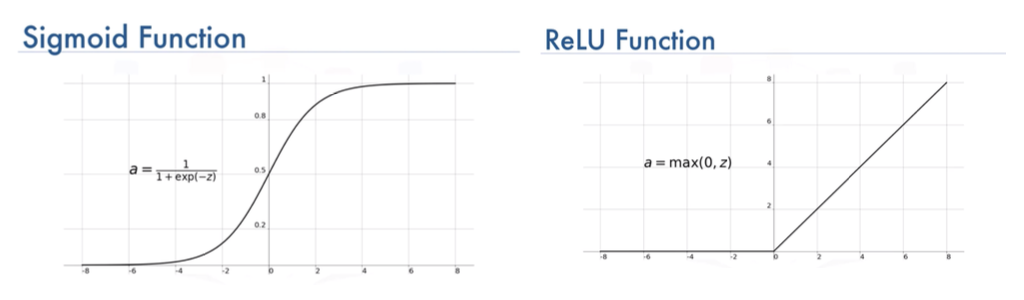 Sigmoid Function
1
0.8
a = 1 / 1 + exp(−z)
0.5
0.2
-8 -6 -4 -2 0 2 4 6 8
ReLU Function
8
6
a = max(0, z)
4
2
-8 -6 -4 -2 0 2 4 6 8